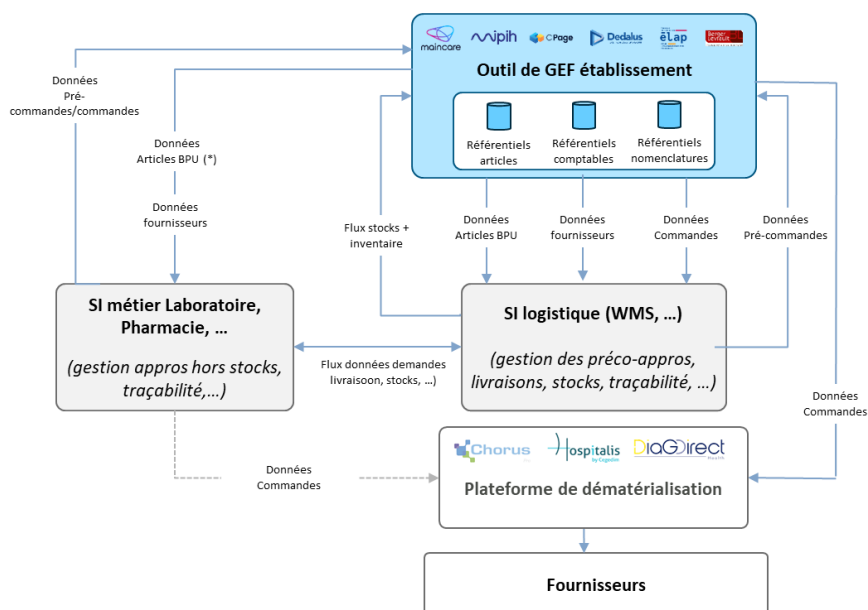 maincare
mipih
CPage
Dedalus
ëlap
Berger
Levrault
Outil de GEF établissement
Référentiels
articles
Référentiels
comptables
Référentiels
nomenclatures
Données
Pré-
commandes/commandes
Données
Articles BPU (*)
Données
fournisseurs
Flux stocks +
inventaire
Données
Articles BPU
Données
fournisseurs
Données
Commandes
Données
Pré-commandes
SI métier Laboratoire,
Pharmacie, …
(gestion appros hors stocks,
traçabilité,…)
Flux données demandes
livraisoon, stocks, …)
SI logistique (WMS, …)
(gestion des préco-appros,
livraisons, stocks, traçabilité, …)
Données
Commandes
Données
Commandes
Chorus
Hospitalis
by Cegedim
DiaGDirect
Health
Plateforme de dématérialisation
Fournisseurs